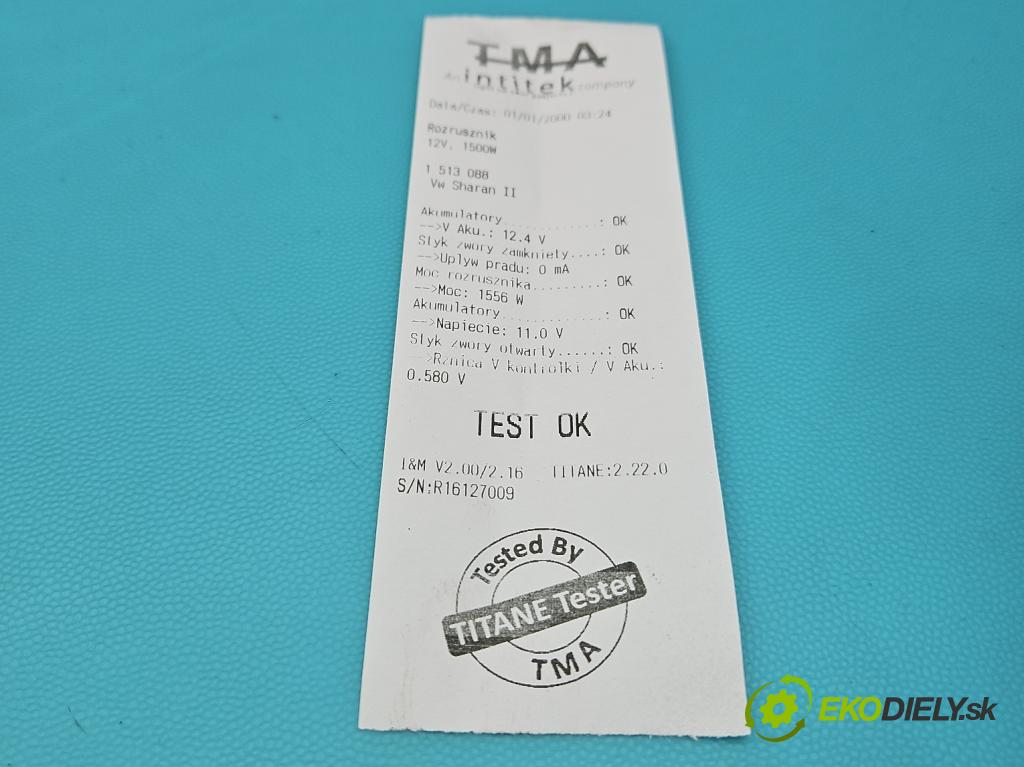 TMA
An intitek company
Data/Czas: 01/01/2000 03:24
Rozrusznik
12V. 1500W
1 513 088
Vw Sharan II
Akumulatory.............: OK
-->V Aku.: 12.4 V
Styk zwory zamkniety....: OK
-->Uplyw pradu: 0 mA
Moc rozrusznika.........: OK
-->Moc: 1556 W
Akumulatory.............: OK
-->Napiecie: 11.0 V
Styk zwory otwarty......: OK
-->Rznica V kontrolki / V Aku.:
0.580 V
TEST OK
I&M V2.00/2.16 TITANE:2.22.0
S/N:R16127009
Tested By
TITANE Tester
TMA
EKODIELY.sk